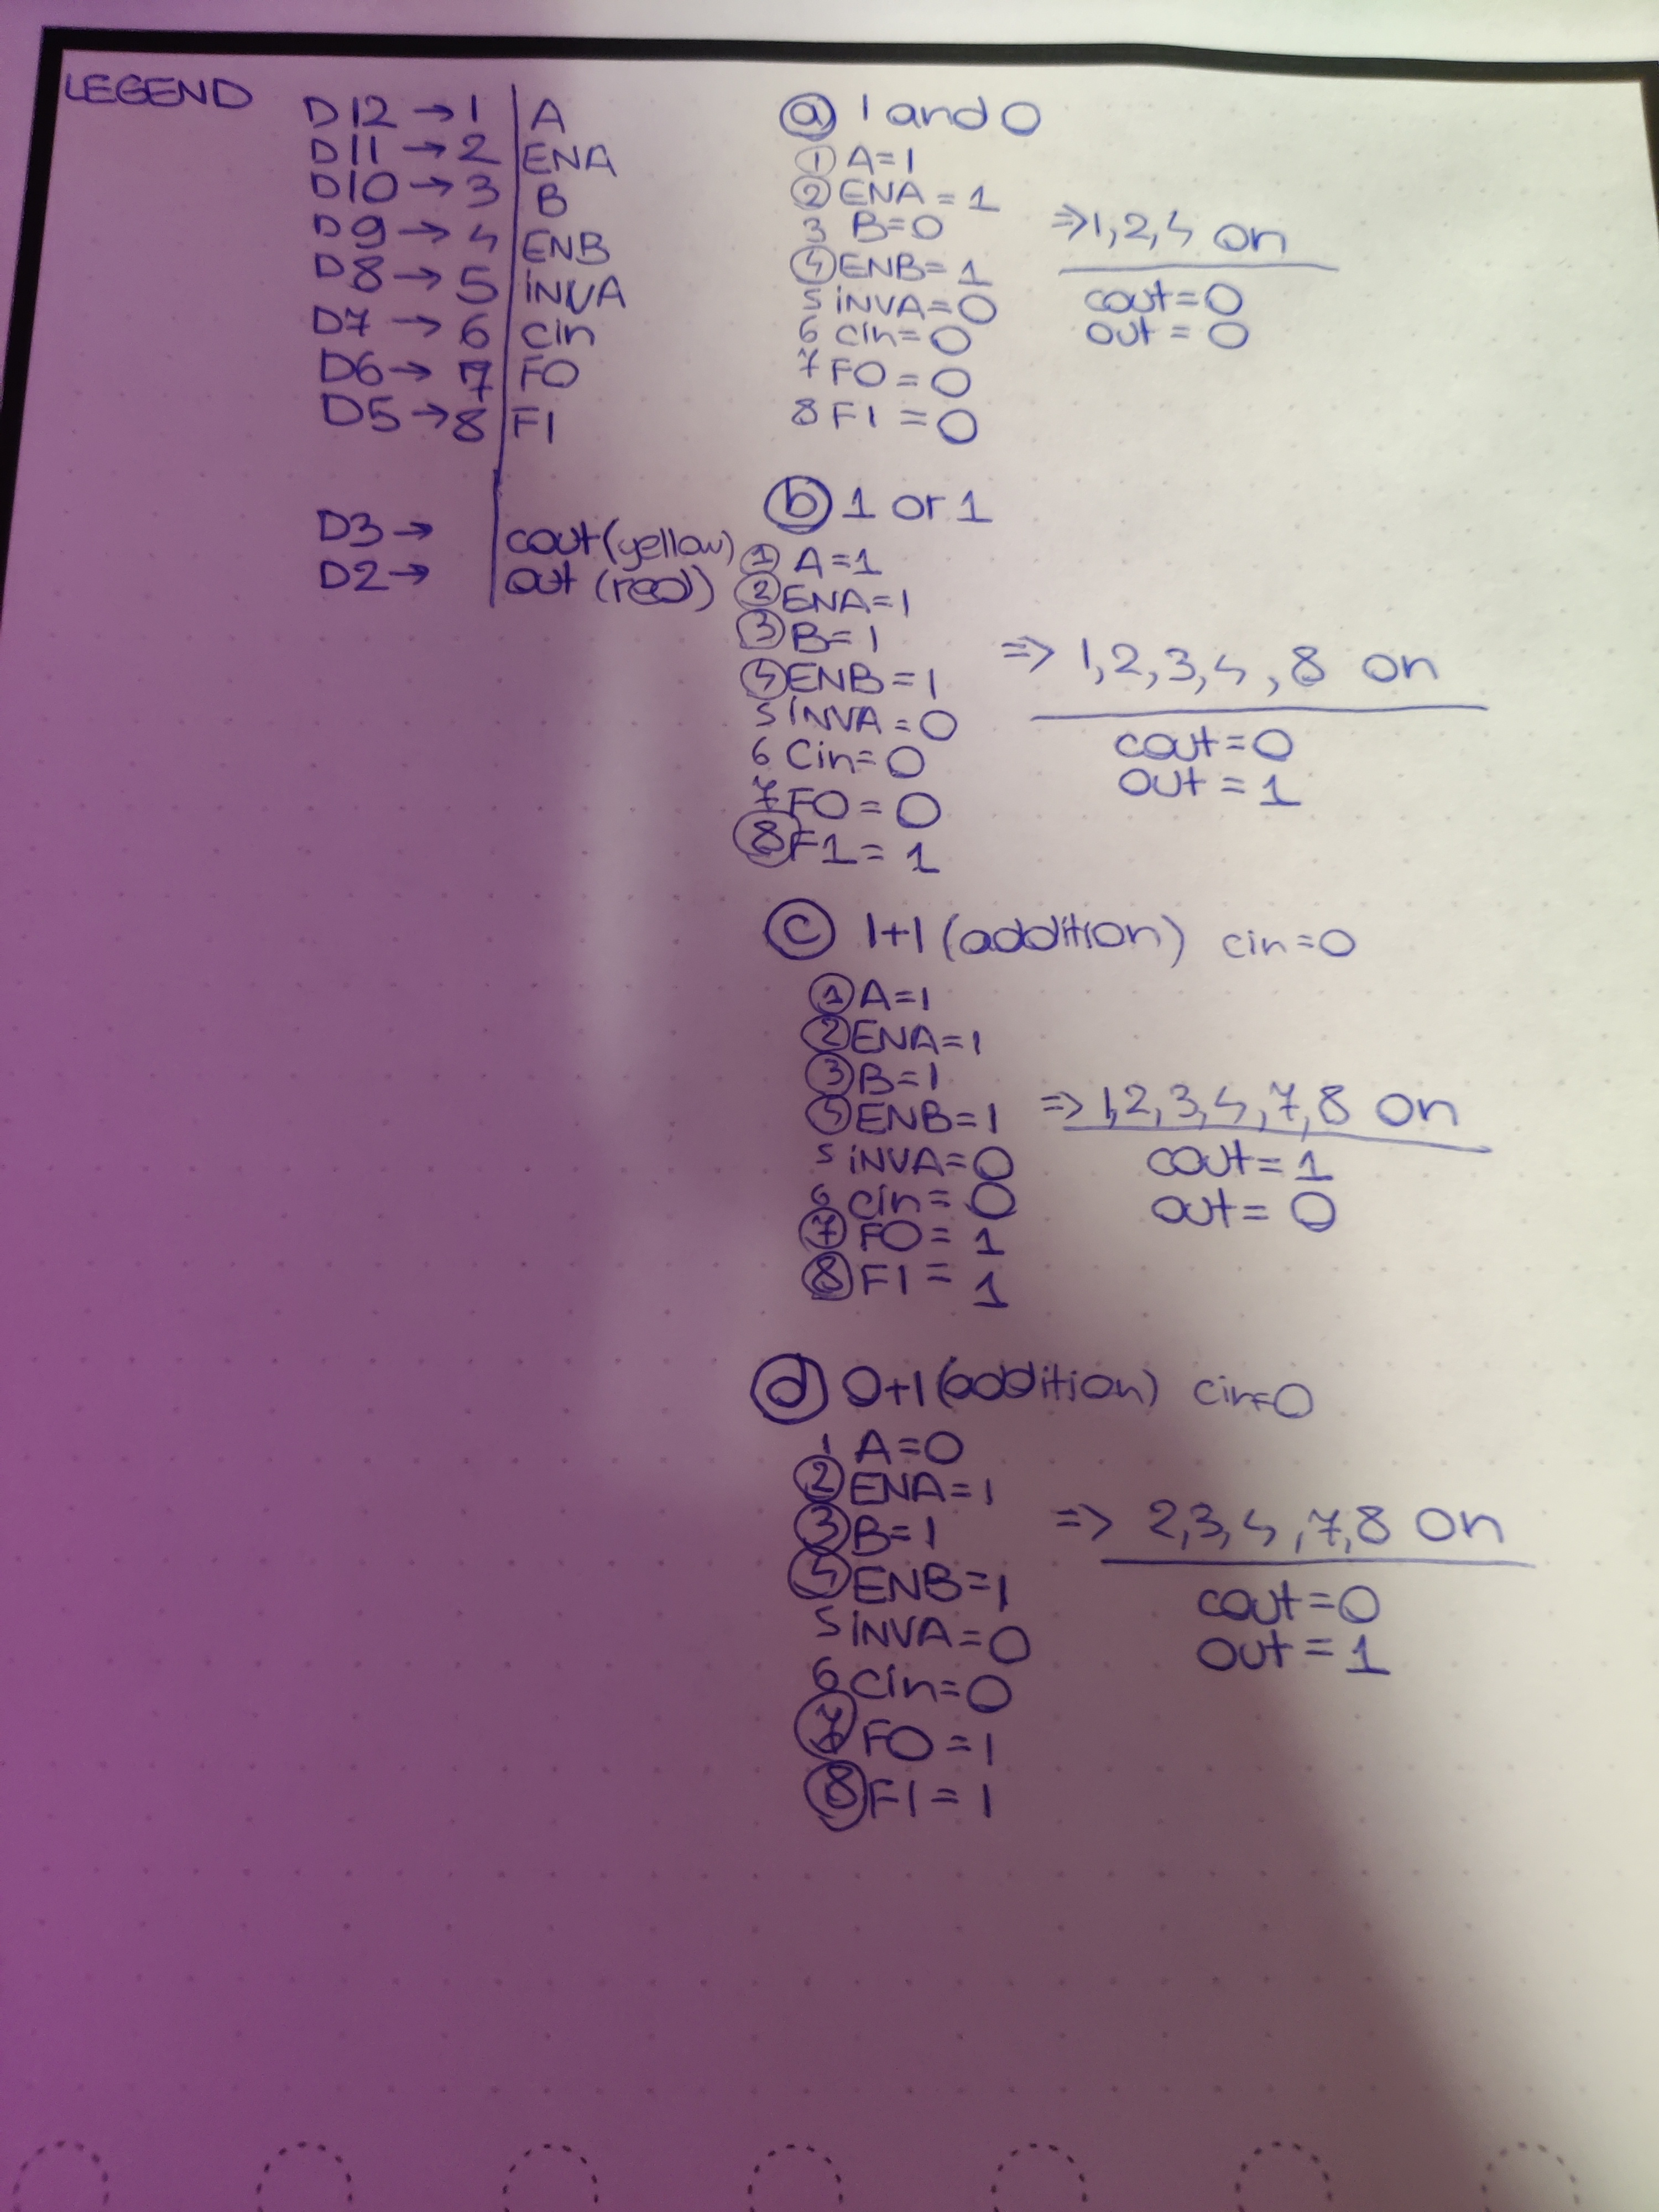 LEGEND
D12 → 1 | A
D11 → 2 | ENA
D10 → 3 | B
D9 → 4 | ENB
D8 → 5 | iNVA
D7 → 6 | cin
D6 → 7 | F0
D5 → 8 | F1
D3 → | cout (yellow)
D2 → | out (red)
a 1 and 0
1 A=1
2 ENA = 1
3 B=0
4 ENB= 1
5 iNVA=0
6 cin=0
7 F0=0
8 F1=0
⇒1,2,4 on
cout=0
out=0
b 1 or 1
1 A=1
2 ENA=1
3 B=1
4 ENB=1
5 iNVA=0
6 Cin=0
7 F0=0
8 F1=1
⇒ 1,2,3,4,8 on
cout=0
out=1
c 1+1 (addition) cin=0
1 A=1
2 ENA=1
3 B=1
4 ENB=1
5 iNVA=0
6 cin=0
7 F0=1
8 F1=1
⇒ 1,2,3,4,7,8 on
cout=1
out=0
d 0+1 (addition) cin=0
1 A=0
2 ENA=1
3 B=1
4 ENB=1
5 iNVA=0
6 cin=0
7 F0=1
8 F1=1
⇒ 2,3,4,7,8 on
cout=0
out=1